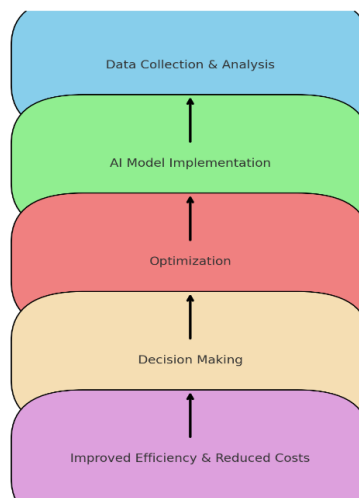 Data Collection & Analysis
AI Model Implementation
Optimization
Decision Making
Improved Efficiency & Reduced Costs